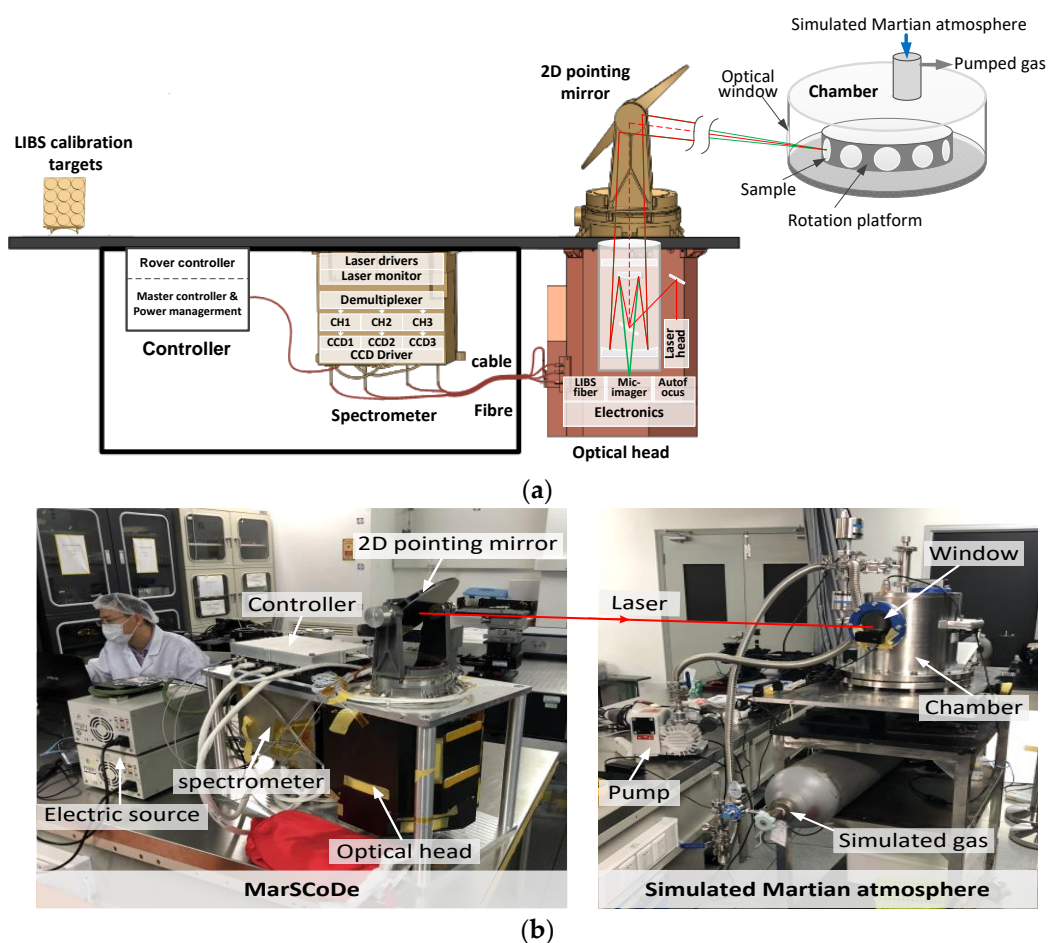 Simulated Martian atmosphere
Pumped gas
2D pointing
mirror
Optical
window
Chamber
LIBS calibration
targets
Sample
Rotation platform
Rover controller
Master controller &
Power managerment
Controller
Laser drivers
Laser monitor
Demultiplexer
CH1 CH2 CH3
CCD1 CCD2 CCD3
CCD Driver
Spectrometer
cable
Fibre
Laser
head
LIBS
fiber
Mic-
imager
Autof
ocus
Electronics
Optical head
(a)
2D pointing mirror
Controller
spectrometer
Electric source
Optical head
MarSCoDe
Laser
Window
Chamber
Pump
Simulated gas
Simulated Martian atmosphere
(b)